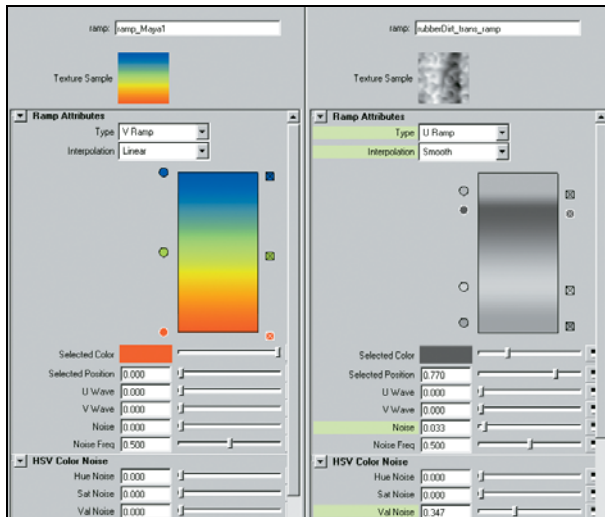 ramp: ramp_Maya1
Texture Sample
Ramp Attributes
Type V Ramp
Interpolation Linear
Selected Color
Selected Position 0.000
U Wave 0.000
V Wave 0.000
Noise 0.000
Noise Freq 0.500
HSV Color Noise
Hue Noise 0.000
Sat Noise 0.000
Val Noise 0.000
ramp: rubberDirt_trans_ramp
Texture Sample
Ramp Attributes
Type U Ramp
Interpolation Smooth
Selected Color
Selected Position 0.770
U Wave 0.000
V Wave 0.000
Noise 0.033
Noise Freq 0.500
HSV Color Noise
Hue Noise 0.000
Sat Noise 0.000
Val Noise 0.347